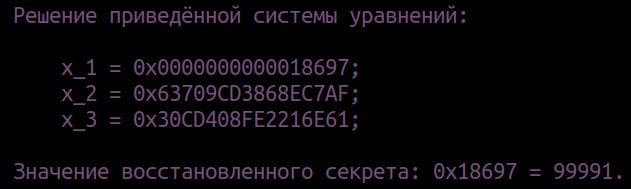 Решение приведённой системы уравнений:
x_1 = 0x0000000000018697;
x_2 = 0x63709CD3868EC7AF;
x_3 = 0x30CD408FE2216E61;
Значение восстановленного секрета: 0x18697 = 99991.